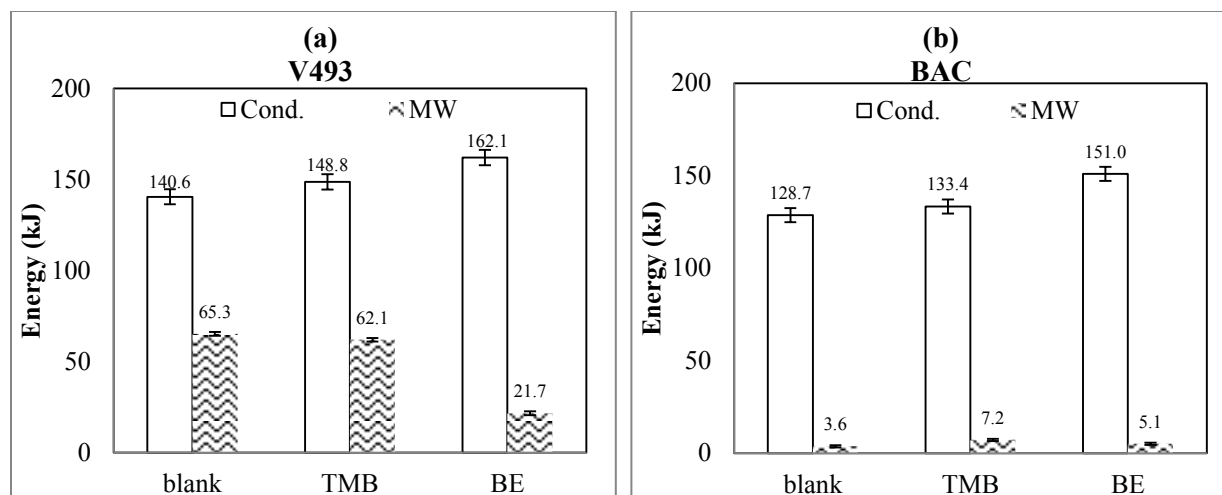 (a)
V493
Energy (kJ)
200
150
100
50
0
Cond. MW
140.6
65.3
148.8
62.1
162.1
21.7
blank TMB BE
(b)
BAC
Energy (kJ)
200
150
100
50
0
Cond. MW
128.7
3.6
133.4
7.2
151.0
5.1
blank TMB BE